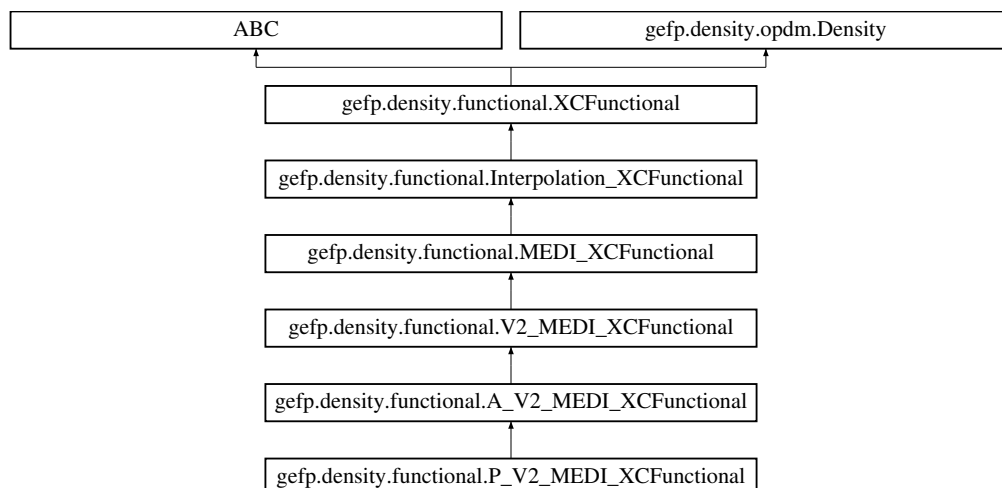 ABC
gefp.density.opdm.Density
gefp.density.functional.XCFunctional
gefp.density.functional.Interpolation_XCFunctional
gefp.density.functional.MEDI_XCFunctional
gefp.density.functional.V2_MEDI_XCFunctional
gefp.density.functional.A_V2_MEDI_XCFunctional
gefp.density.functional.P_V2_MEDI_XCFunctional